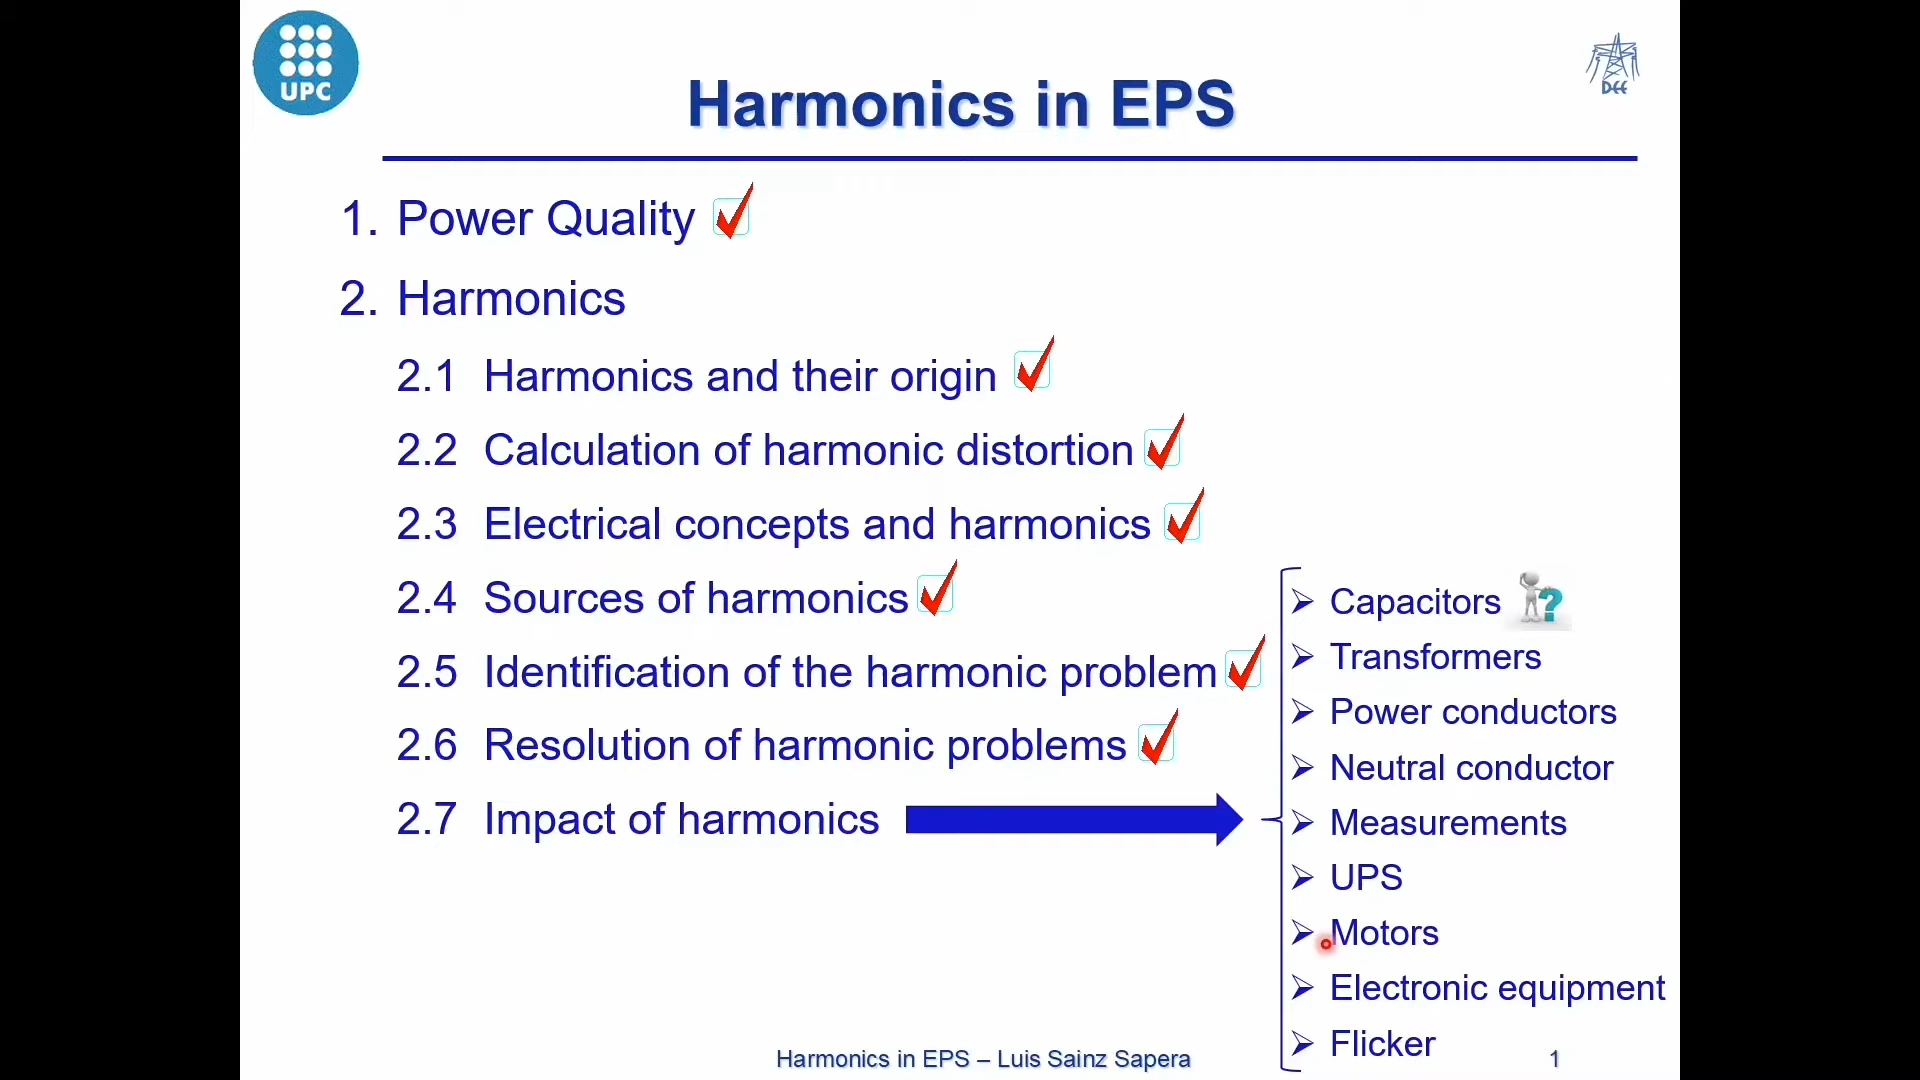 UPC
DEE
Harmonics in EPS
1. Power Quality
2. Harmonics
2.1 Harmonics and their origin
2.2 Calculation of harmonic distortion
2.3 Electrical concepts and harmonics
2.4 Sources of harmonics
2.5 Identification of the harmonic problem
2.6 Resolution of harmonic problems
2.7 Impact of harmonics
Capacitors
Transformers
Power conductors
Neutral conductor
Measurements
UPS
Motors
Electronic equipment
Flicker
Harmonics in EPS – Luis Sainz Sapera
1